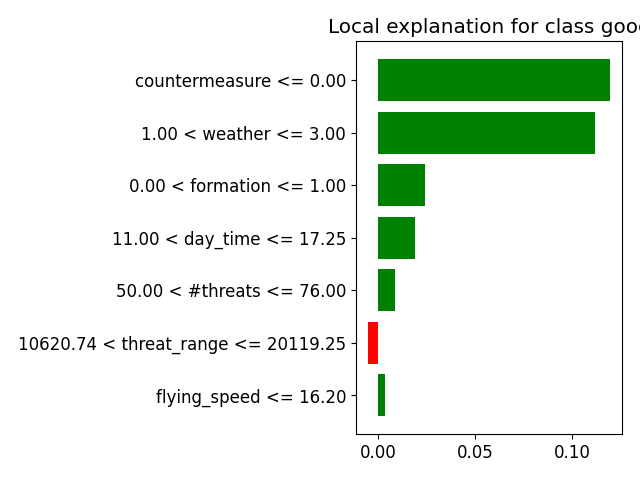 Local explanation for class good
countermeasure <= 0.00
1.00 < weather <= 3.00
0.00 < formation <= 1.00
11.00 < day_time <= 17.25
50.00 < #threats <= 76.00
10620.74 < threat_range <= 20119.25
flying_speed <= 16.20
0.00 0.05 0.10